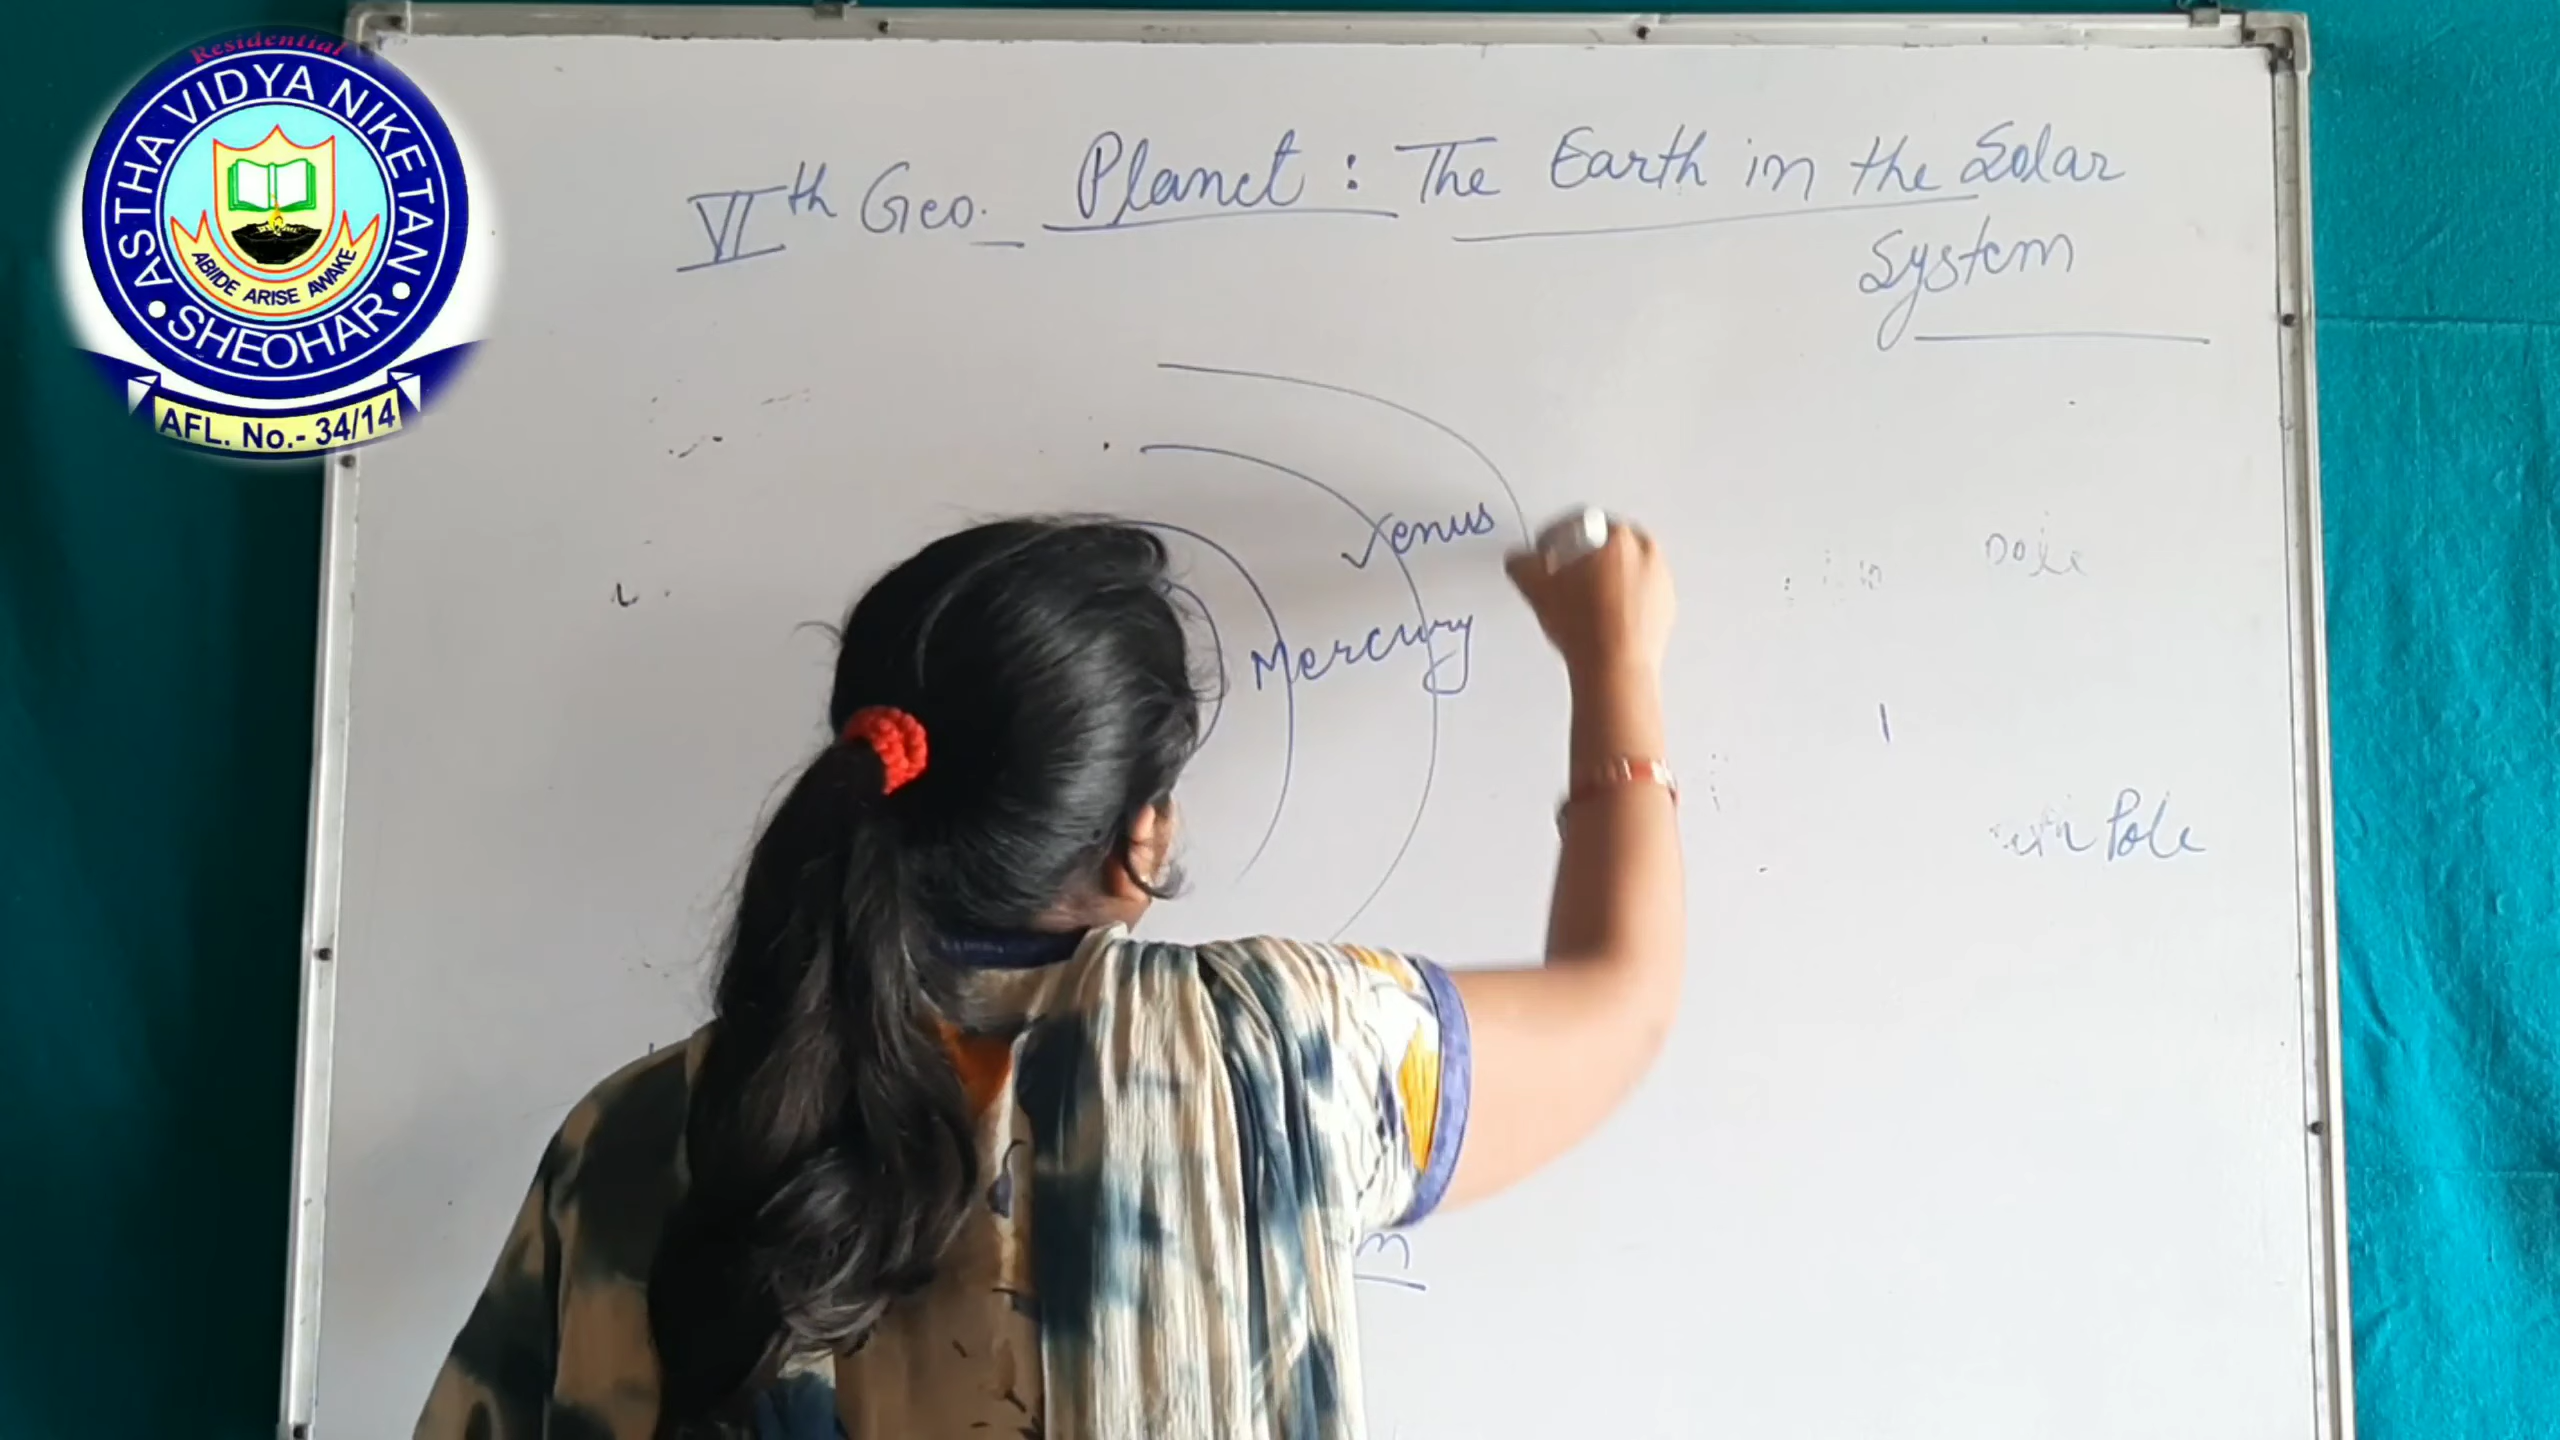 Residential
ASTHA VIDYA NIKETAN
ABIIDE ARISE AWAKE
SHEOHAR
AFL. No.- 34/14
VIth Geo. Planet : The Earth in the Solar
System
Venus
Mercury
Pole